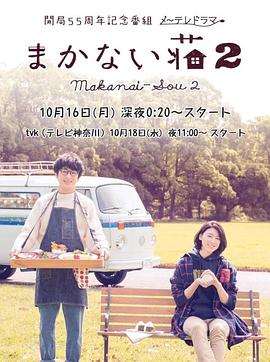 開局55周年記念番組 メ〜テレドラマ
まかない荘2
Makanai-Sou 2
10月16日(月) 深夜0:20〜スタート
tvk(テレビ神奈川) 10月18日(水) 夜11:00〜 スタート